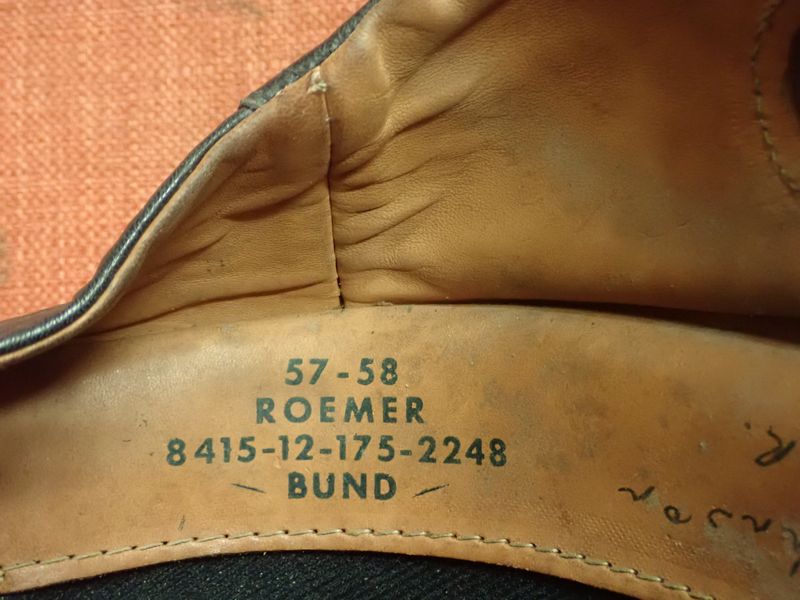 57-58
ROEMER
8415-12-175-2248
- BUND -
R.